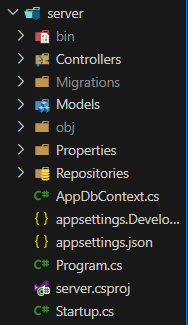 server
bin
Controllers
Migrations
Models
obj
Properties
Repositories
C# AppDbContext.cs
{ } appsettings.Develo...
{ } appsettings.json
C# Program.cs
server.csproj
C# Startup.cs